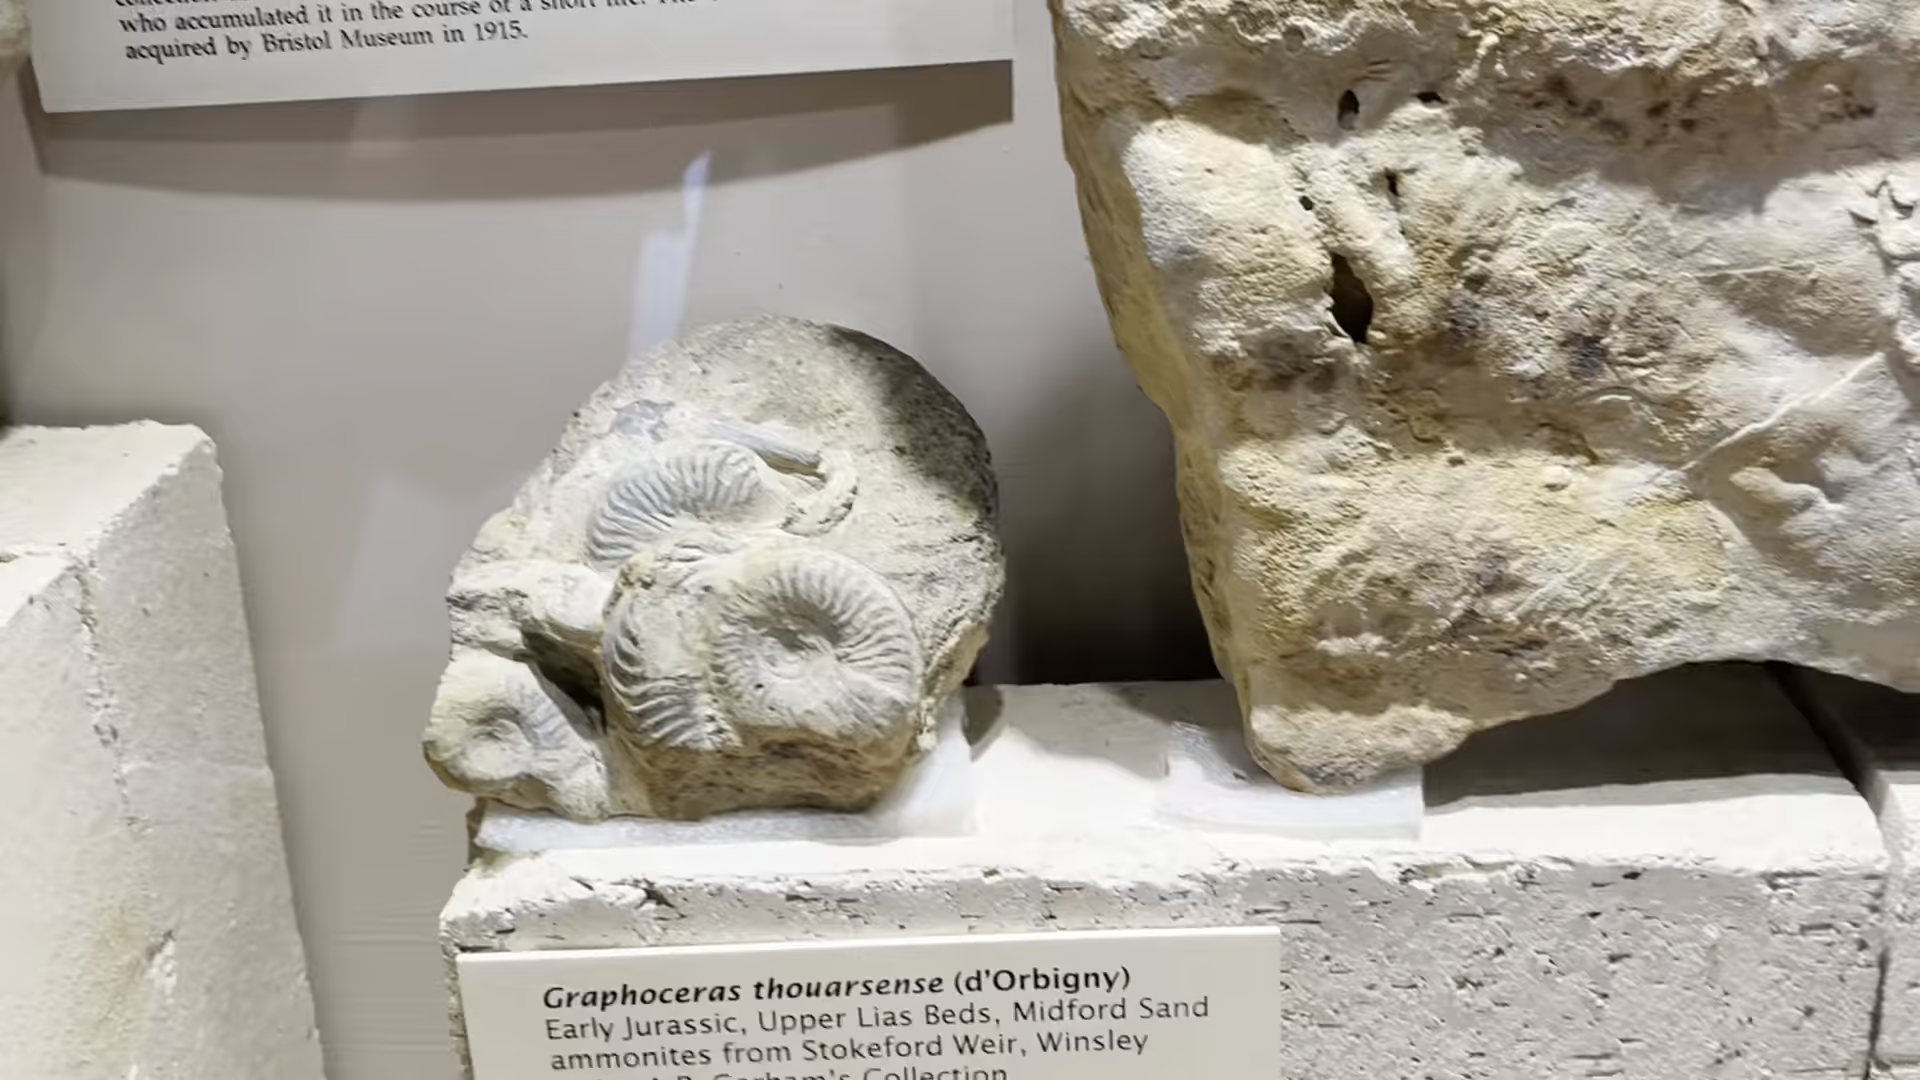 who accumulated it in the course of a short life. The
acquired by Bristol Museum in 1915.
Graphoceras thouarsense (d'Orbigny)
Early Jurassic, Upper Lias Beds, Midford Sand
ammonites from Stokeford Weir, Winsley
Collection